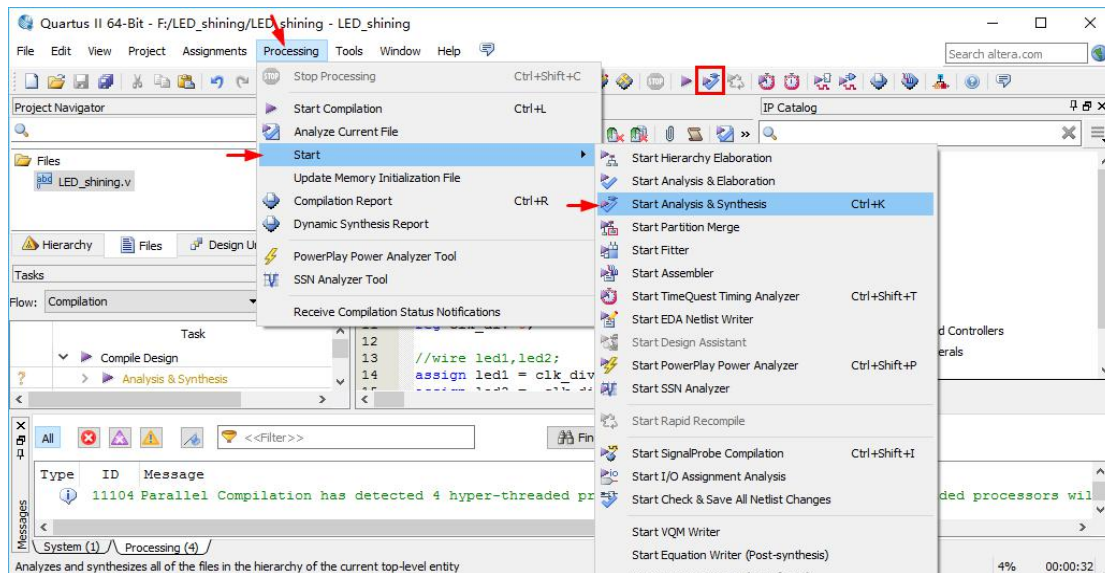 Quartus II 64-Bit - F:/LED_shining/LED_shining - LED_shining
File Edit View Project Assignments Processing Tools Window Help
Search altera.com
Stop Processing Ctrl+Shift+C
Start Compilation Ctrl+L
Analyze Current File
Start
Update Memory Initialization File
Compilation Report Ctrl+R
Dynamic Synthesis Report
PowerPlay Power Analyzer Tool
SSN Analyzer Tool
Receive Compilation Status Notifications
Project Navigator
Files
LED_shining.v
Hierarchy Files Design
Tasks
Flow: Compilation
Task
Compile Design
? Analysis & Synthesis
IP Catalog
Start Hierarchy Elaboration
Start Analysis & Elaboration
Start Analysis & Synthesis Ctrl+K
Start Partition Merge
Start Fitter
Start Assembler
Start TimeQuest Timing Analyzer Ctrl+Shift+T
Start EDA Netlist Writer
Start Design Assistant
Start PowerPlay Power Analyzer Ctrl+Shift+P
Start SSN Analyzer
Start Rapid Recompile
Start SignalProbe Compilation Ctrl+Shift+I
Start I/O Assignment Analysis
Start Check & Save All Netlist Changes
Start VQM Writer
Start Equation Writer (Post-synthesis)
d Controllers
erals
12
13 //wire led1,led2;
14 assign led1 = clk_div
All <<Filter>> Fin
Type ID Message
11104 Parallel Compilation has detected 4 hyper-threaded pr
ded processors wil
Messages
System (1) Processing (4)
Analyzes and synthesizes all of the files in the hierarchy of the current top-level entity
4% 00:00:32